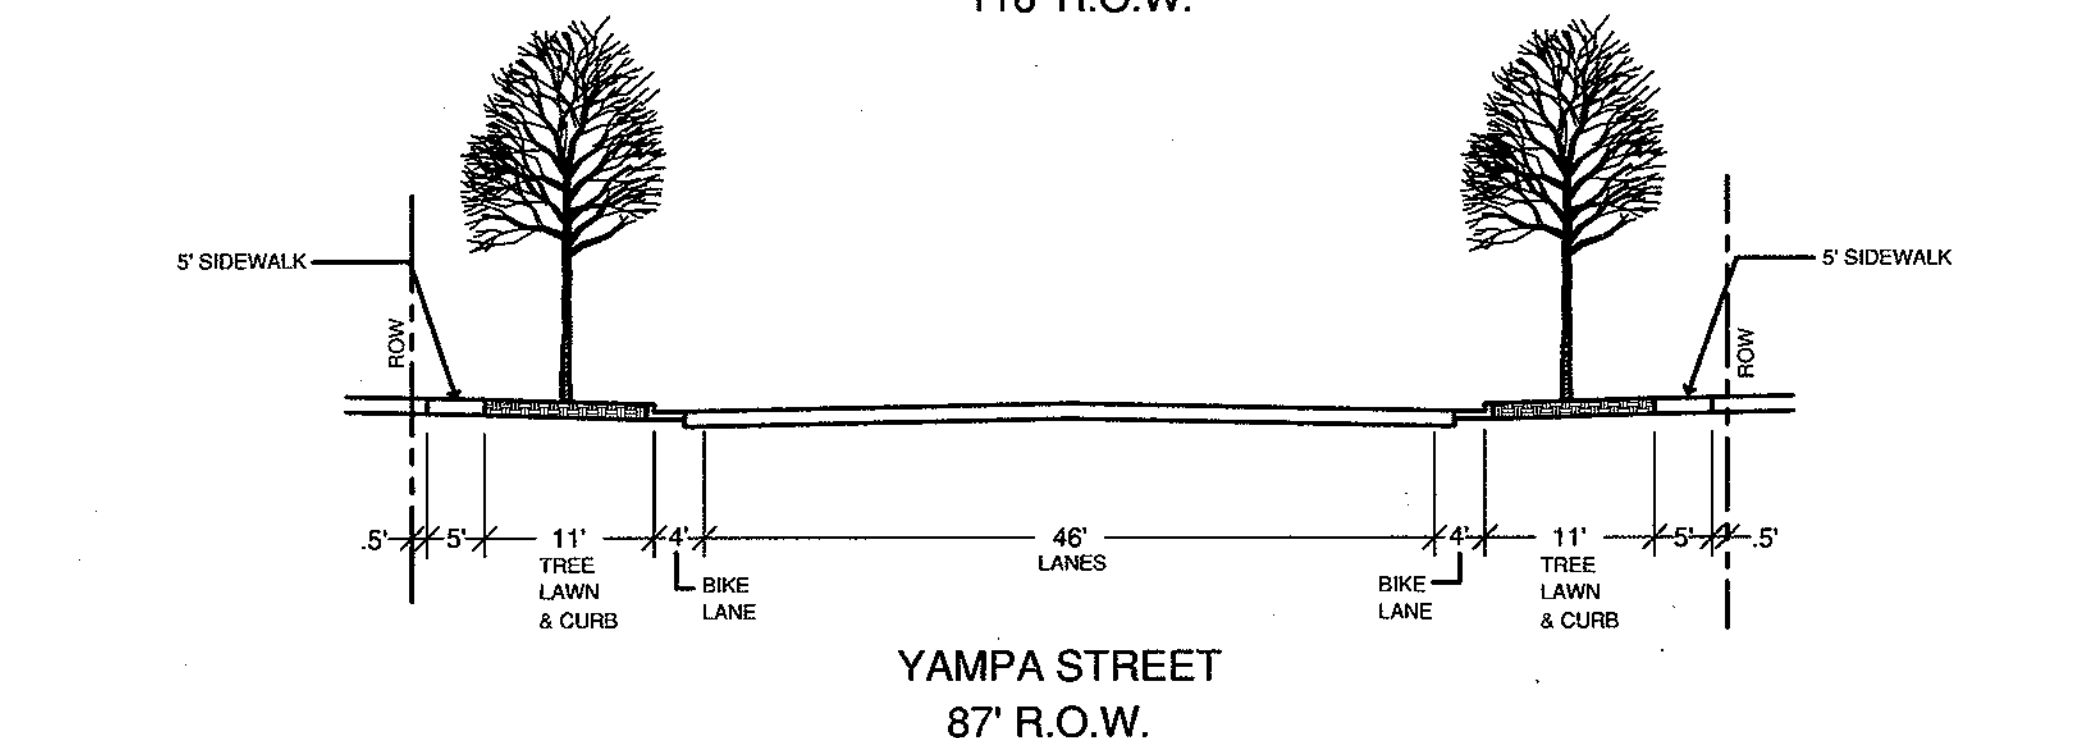 R.O.W.
5' SIDEWALK
5' SIDEWALK
ROW
ROW
.5'
5'
11'
4'
46'
4'
11'
5'
.5'
TREE
LAWN
& CURB
BIKE
LANE
LANES
BIKE
LANE
TREE
LAWN
& CURB
YAMPA STREET
87' R.O.W.